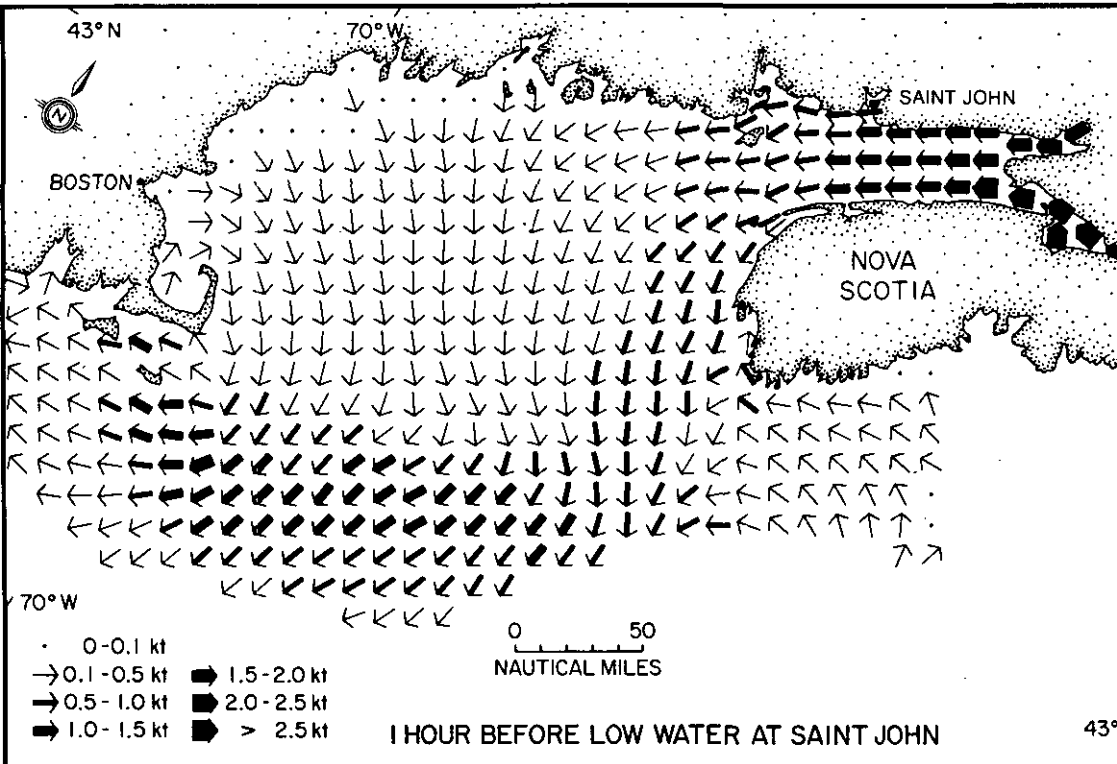 43° N
70° W
N
SAINT JOHN
BOSTON
NOVA
SCOTIA
70° W
0 50
NAUTICAL MILES
0-0.1 kt
0.1-0.5 kt
0.5-1.0 kt
1.0-1.5 kt
1.5-2.0 kt
2.0-2.5 kt
> 2.5 kt
1 HOUR BEFORE LOW WATER AT SAINT JOHN
43°